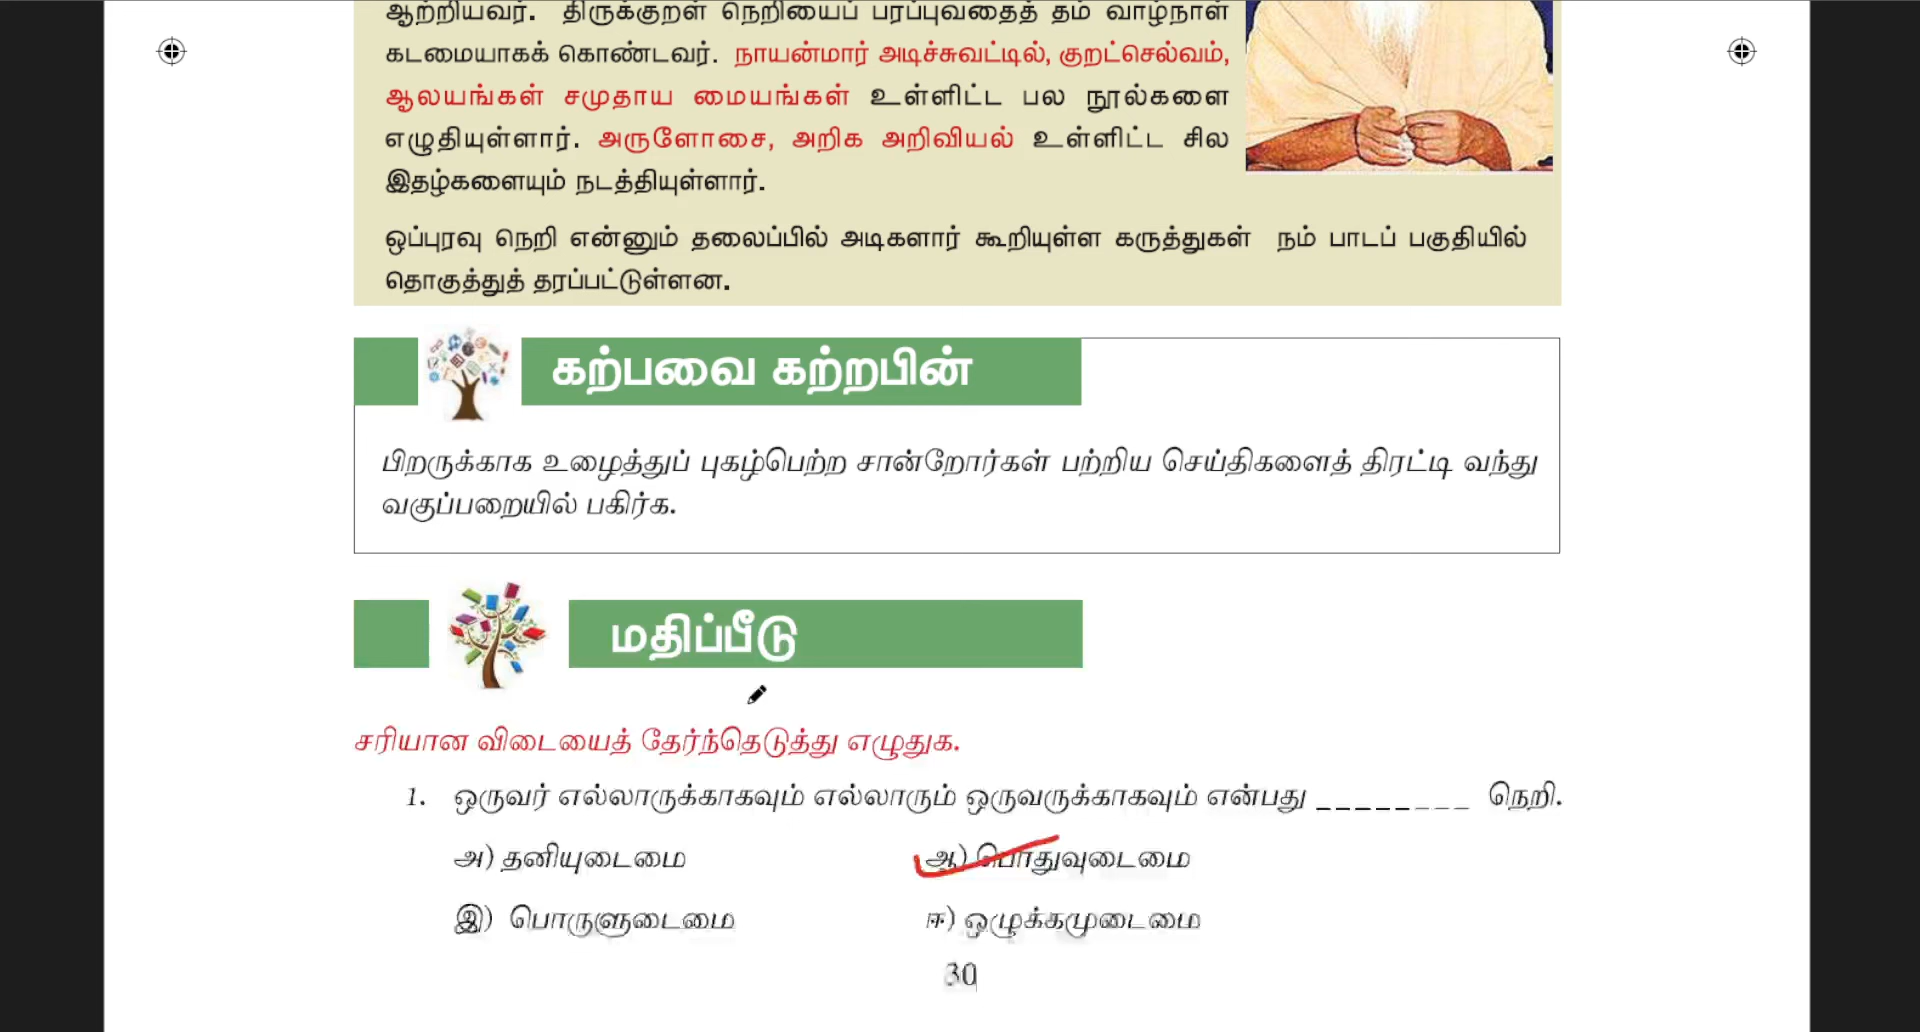 ஆற்றியவர். திருக்குறள் நெறியைப் பரப்புவதைத் தம் வாழ்நாள்
கடமையாகக் கொண்டவர். நாயன்மார் அடிச்சுவட்டில், குறட்செல்வம்,
ஆலயங்கள் சமுதாய மையங்கள் உள்ளிட்ட பல நூல்களை
எழுதியுள்ளார். அருளோசை, அறிக அறிவியல் உள்ளிட்ட சில
இதழ்களையும் நடத்தியுள்ளார்.
ஒப்புரவு நெறி என்னும் தலைப்பில் அடிகளார் கூறியுள்ள கருத்துகள் நம் பாடப் பகுதியில்
தொகுத்துத் தரப்பட்டுள்ளன.
கற்பவை கற்றபின்
பிறருக்காக உழைத்துப் புகழ்பெற்ற சான்றோர்கள் பற்றிய செய்திகளைத் திரட்டி வந்து
வகுப்பறையில் பகிர்க.
மதிப்பீடு
சரியான விடையைத் தேர்ந்தெடுத்து எழுதுக.
1. ஒருவர் எல்லாருக்காகவும் எல்லாரும் ஒருவருக்காகவும் என்பது ________ நெறி.
அ) தனியுடைமை ஆ) பொதுவுடைமை
இ) பொருளுடைமை ஈ) ஒழுக்கமுடைமை
30